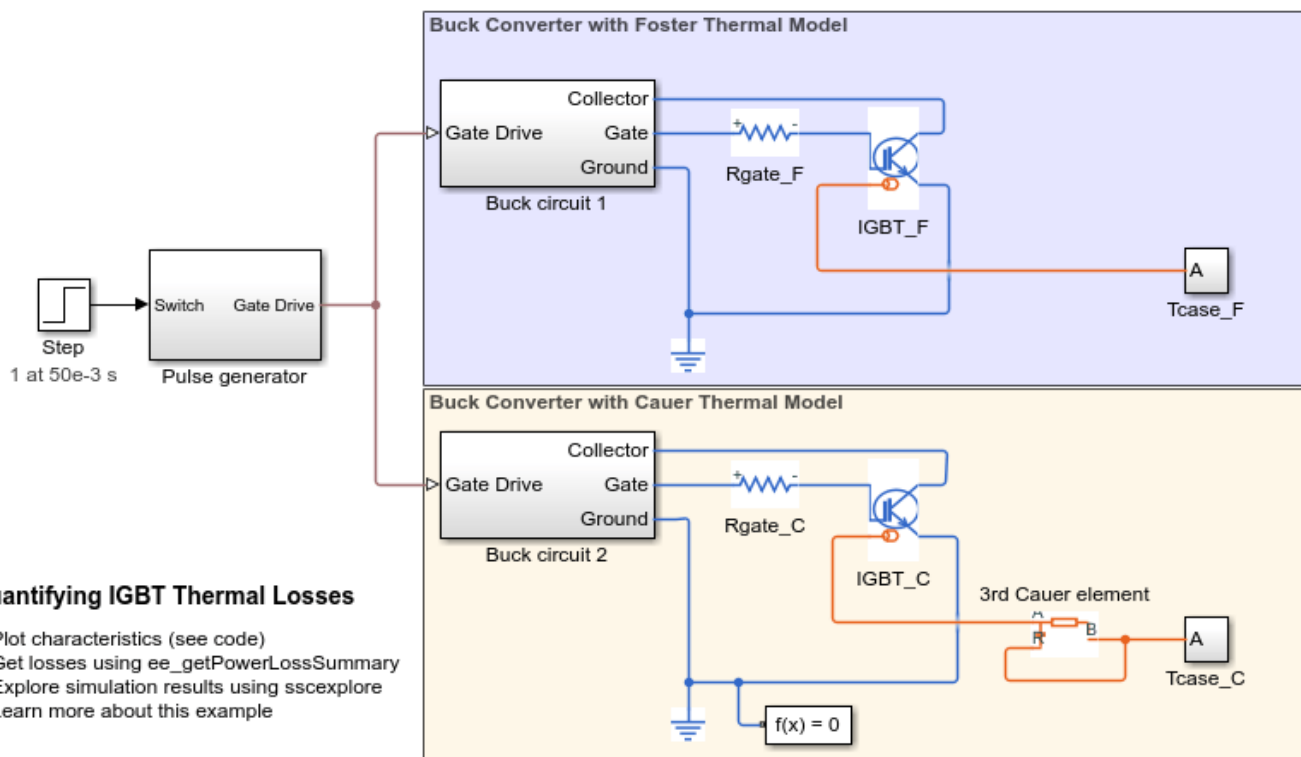 Buck Converter with Foster Thermal Model
Collector
Gate Drive
Gate
Ground
Buck circuit 1
+
-
Rgate_F
IGBT_F
A
Tcase_F
Switch
Gate Drive
Step
1 at 50e-3 s
Pulse generator
Buck Converter with Cauer Thermal Model
Collector
Gate Drive
Gate
Ground
Buck circuit 2
+
-
Rgate_C
IGBT_C
3rd Cauer element
A
R
B
A
Tcase_C
f(x) = 0
antifying IGBT Thermal Losses
Plot characteristics (see code)
Get losses using ee_getPowerLossSummary
Explore simulation results using sscexplore
Learn more about this example